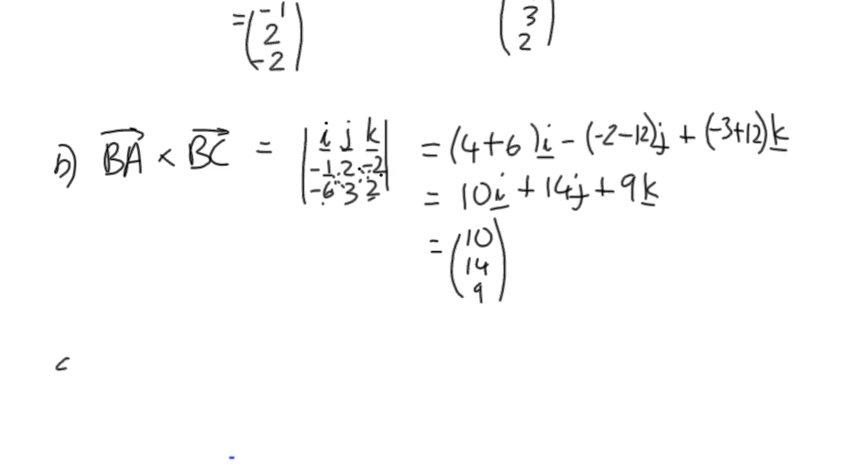 = (-1 2 -2) (3 2)
b) BA × BC = | i j k | = (4+6)i - (-2-12)j + (-3+12)k
| -1 2 -2 |
| -6 3 2 | = 10i + 14j + 9k
= (10 14 9)
c